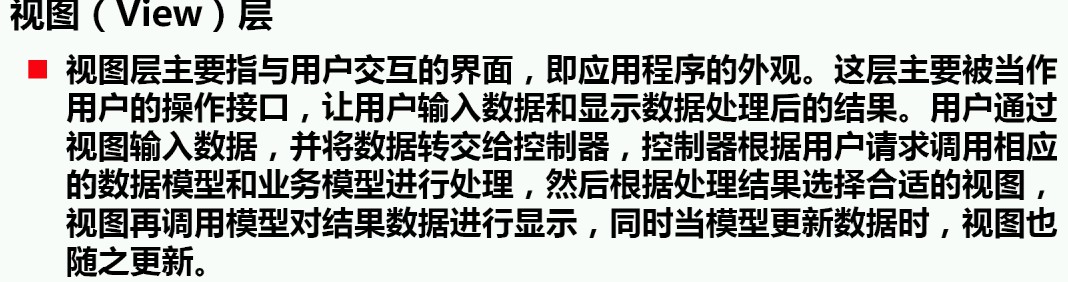 视图（View）层
视图层主要指与用户交互的界面，即应用程序的外观。这层主要被当作
用户的操作接口，让用户输入数据和显示数据处理后的结果。用户通过
视图输入数据，并将数据转交给控制器，控制器根据用户请求调用相应
的数据模型和业务模型进行处理，然后根据处理结果选择合适的视图，
视图再调用模型对结果数据进行显示，同时当模型更新数据时，视图也
随之更新。